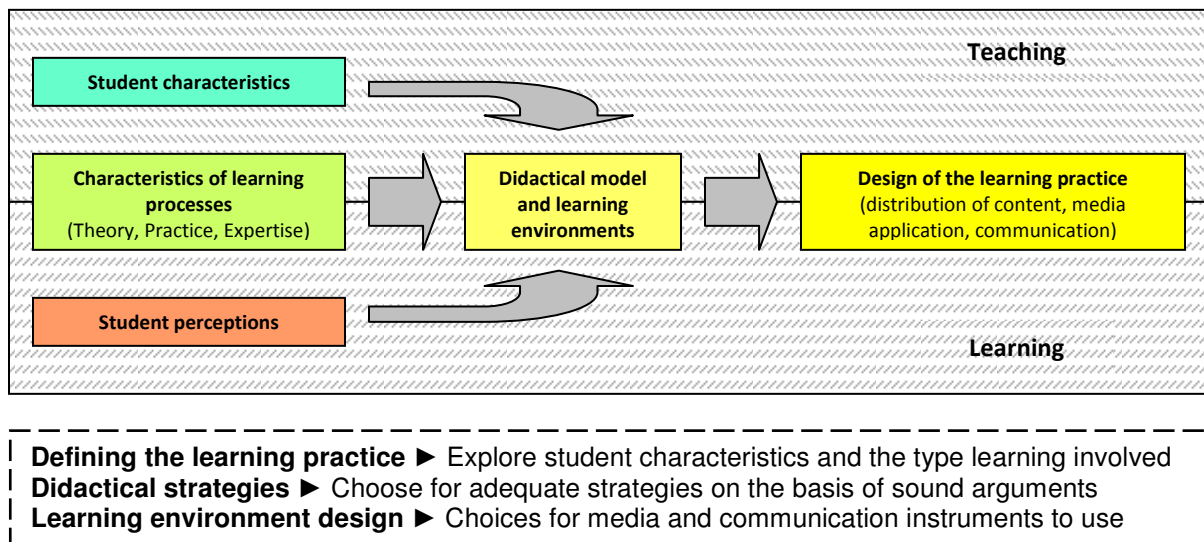 Teaching
Student characteristics
Characteristics of learning
processes
(Theory, Practice, Expertise)
Didactical model
and learning
environments
Design of the learning practice
(distribution of content, media
application, communication)
Student perceptions
Learning
Defining the learning practice ► Explore student characteristics and the type learning involved
Didactical strategies ► Choose for adequate strategies on the basis of sound arguments
Learning environment design ► Choices for media and communication instruments to use